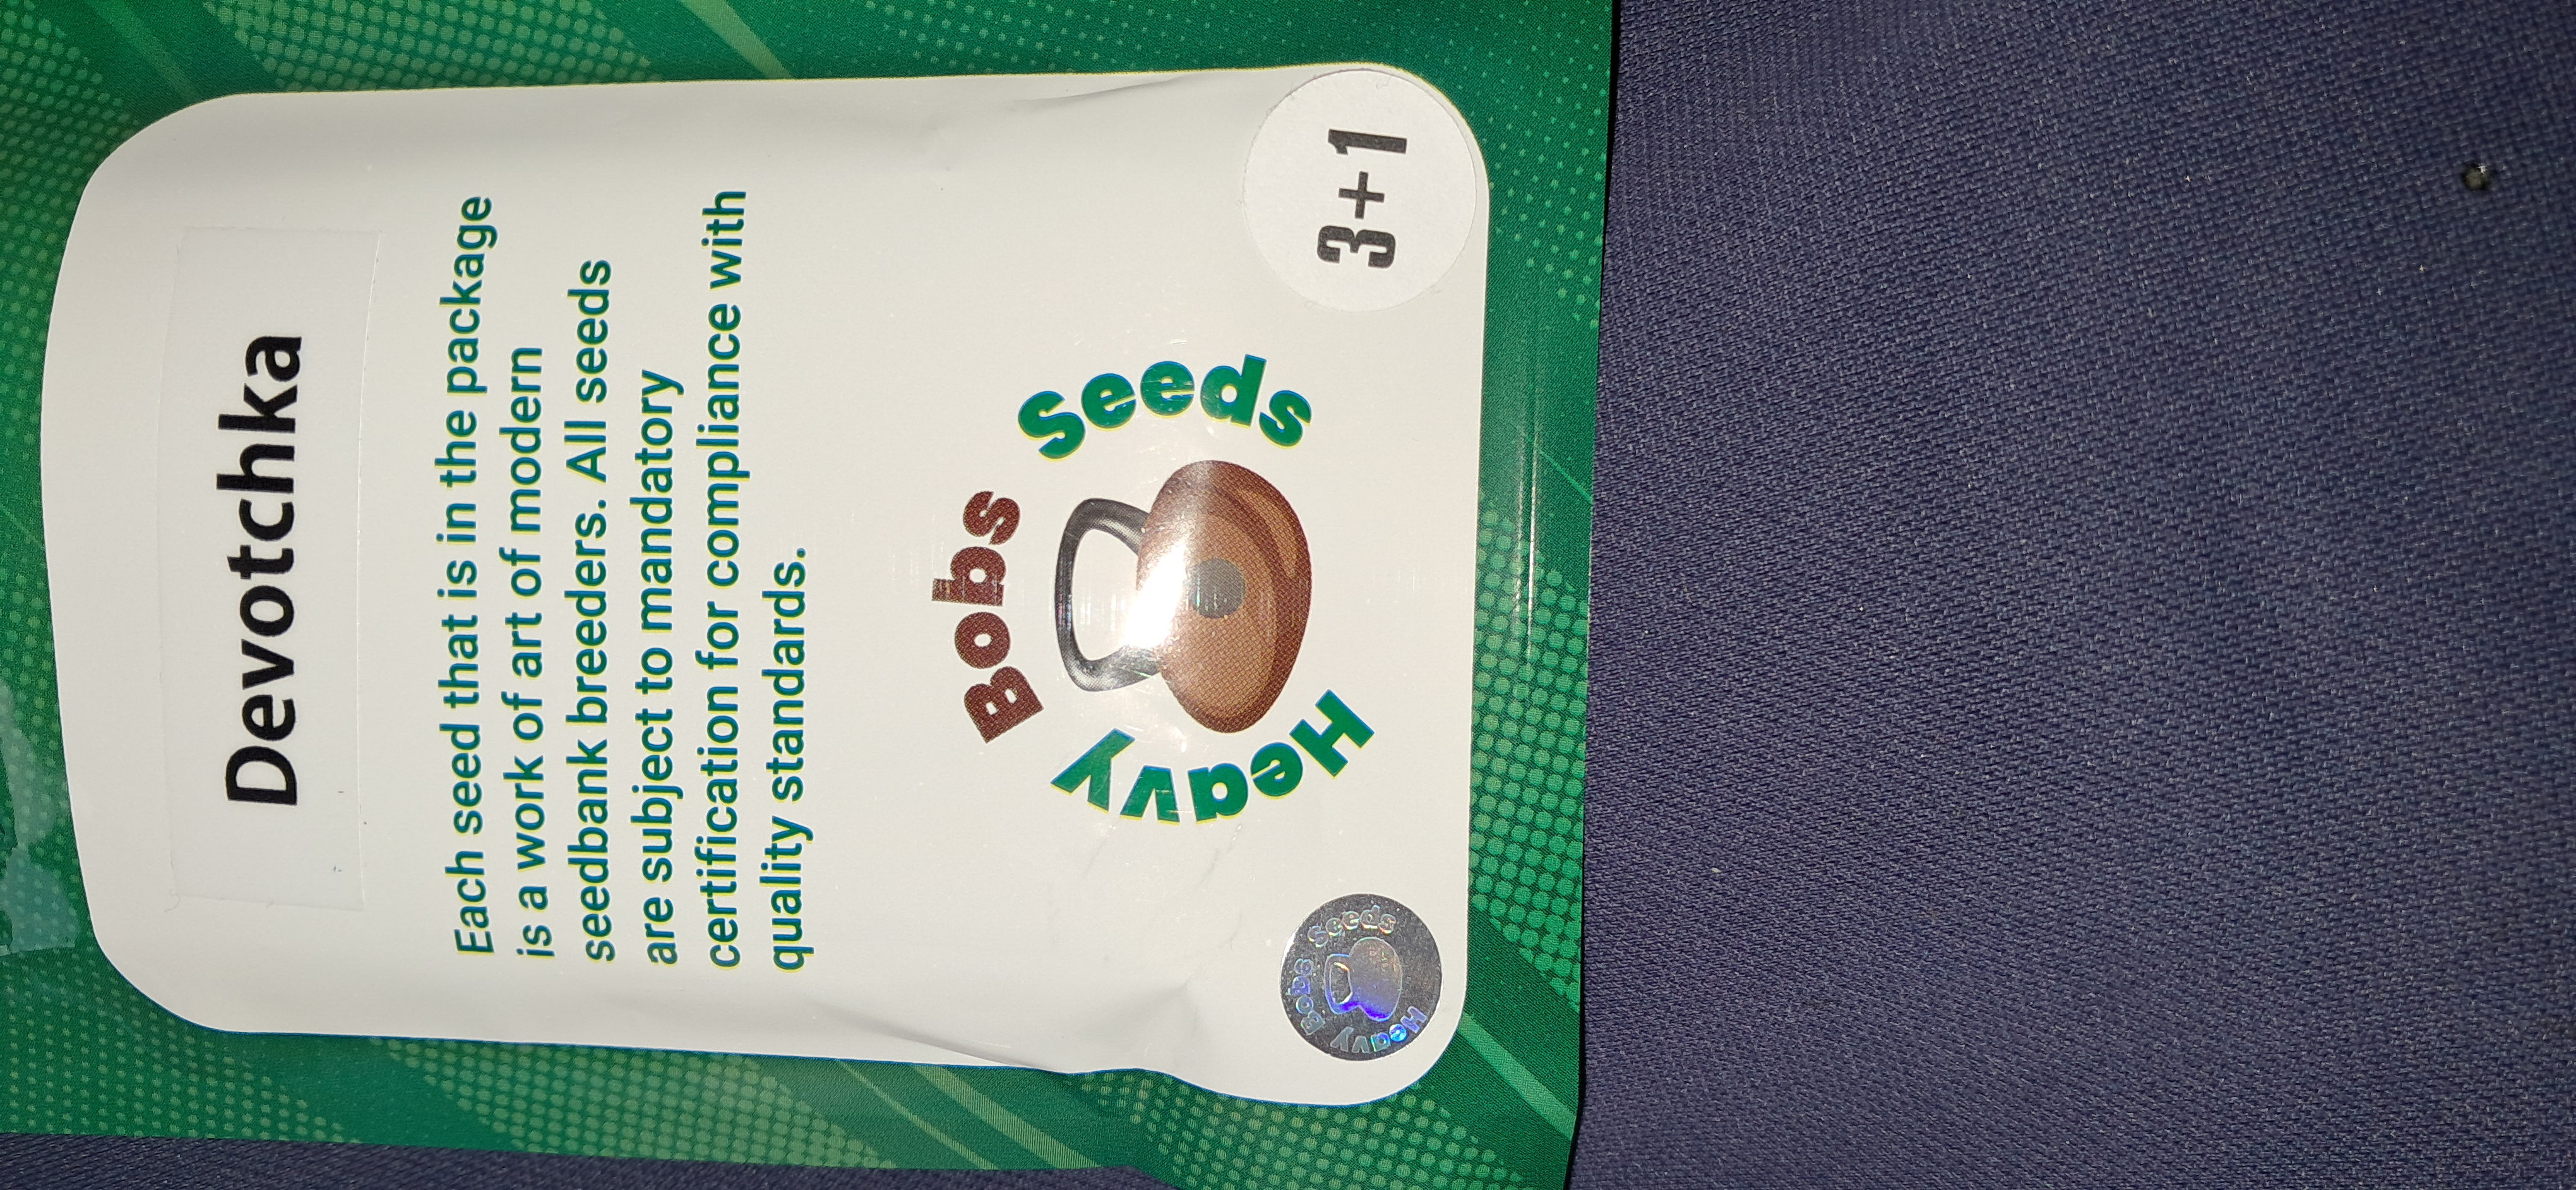 Devotchka
Each seed that is in the package
is a work of art of modern
seedbank breeders. All seeds
are subject to mandatory
certification for compliance with
quality standards.
Heavy Bobs Seeds
Heavy Bobs Seeds
3+1